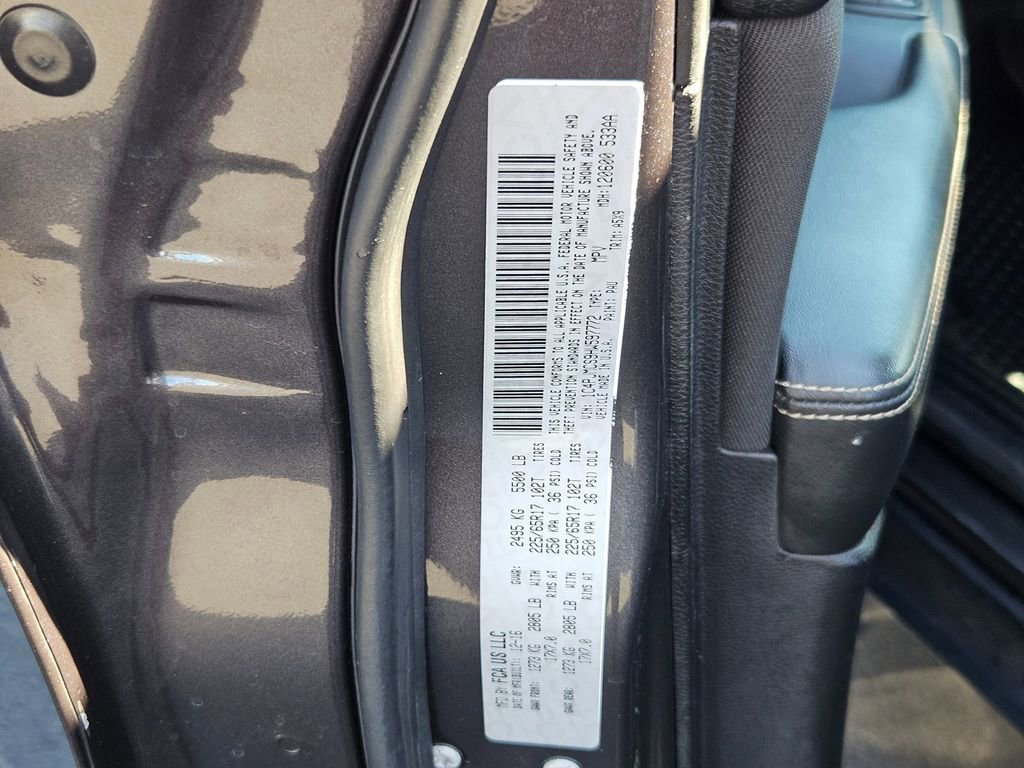 MFD BY FCA US LLC
DATE OF MFR(BUILT): 12-16 GVWR: 2495 KG 5500 LB
GAWR FRONT: 1273 KG 2805 LB WITH 225/65R17 102T TIRES
17X7.0 RIMS AT 250 KPA ( 36 PSI) COLD
GAWR REAR: 1273 KG 2805 LB WITH 225/65R17 102T TIRES
17X7.0 RIMS AT 250 KPA ( 36 PSI) COLD
THIS VEHICLE CONFORMS TO ALL APPLICABLE U.S.A. FEDERAL MOTOR VEHICLE SAFETY AND
THEFT PREVENTION STANDARDS IN EFFECT ON THE DATE OF MANUFACTURE SHOWN ABOVE.
VIN: 1C4PJMCS9HW597772 TYPE: MPV MDH: 120600 533AA
VEHICLE MADE IN U.S.A. PAINT: PAU TRIM: A5X9